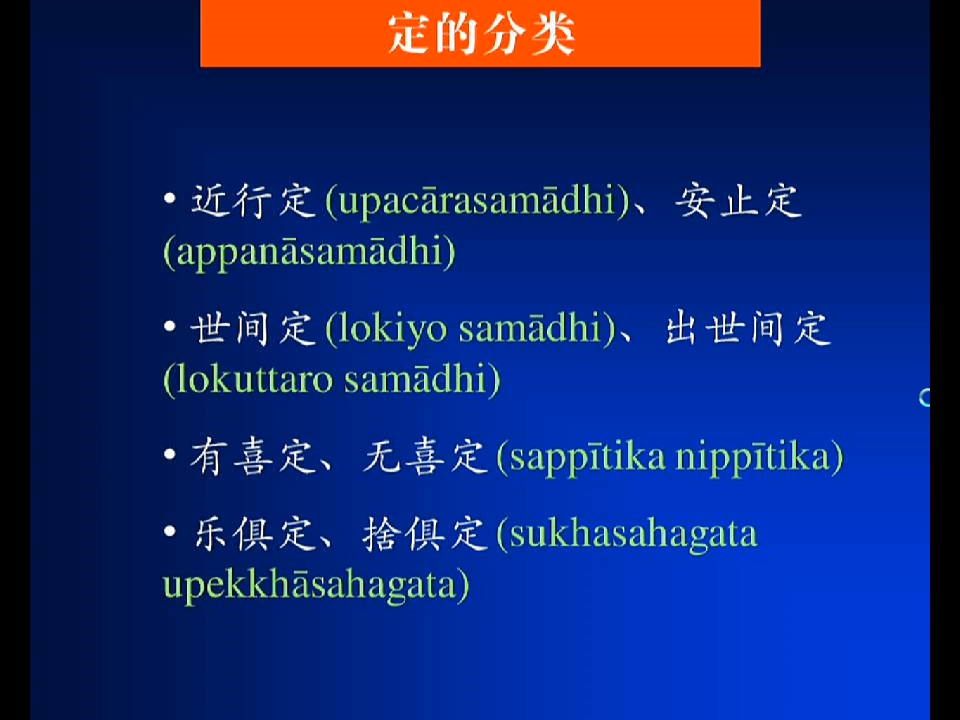 定的分类
• 近行定(upacārasamādhi)、安止定
(appanāsamādhi)
• 世间定(lokiyo samādhi)、出世间定
(lokuttaro samādhi)
• 有喜定、无喜定(sappītika nippītika)
• 乐俱定、捨俱定(sukhasahagata
upekkhāsahagata)